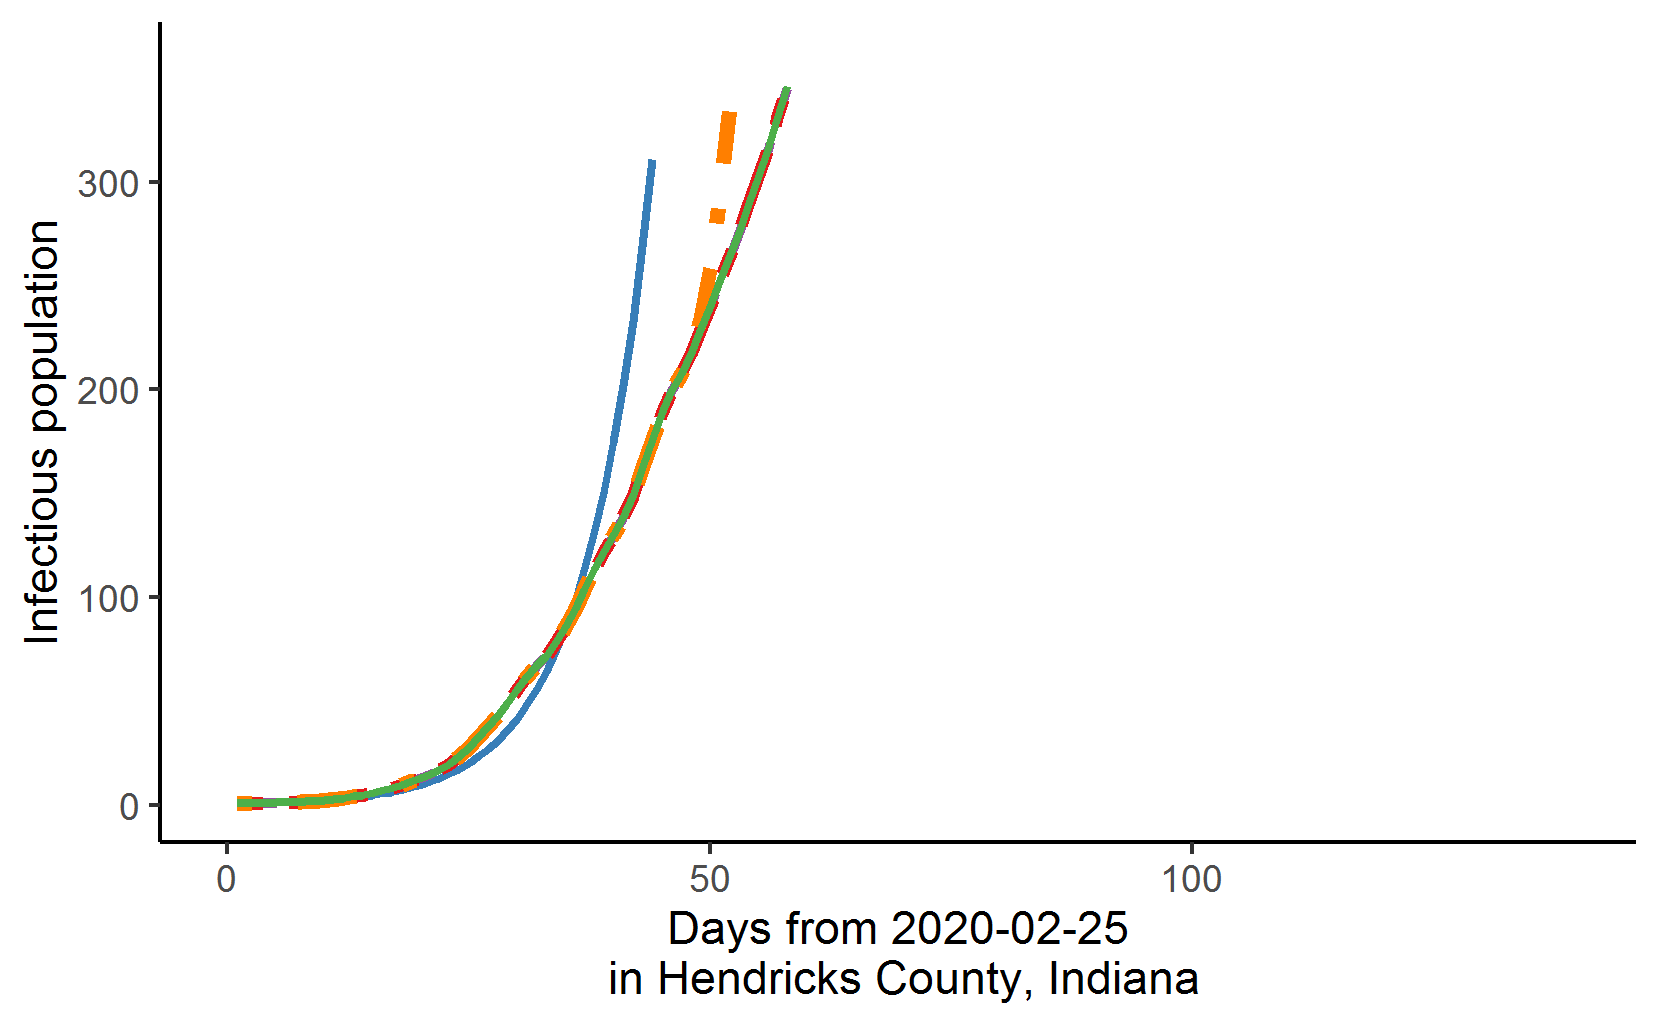 Infectious population
300
200
100
0
0
50
100
Days from 2020-02-25
in Hendricks County, Indiana